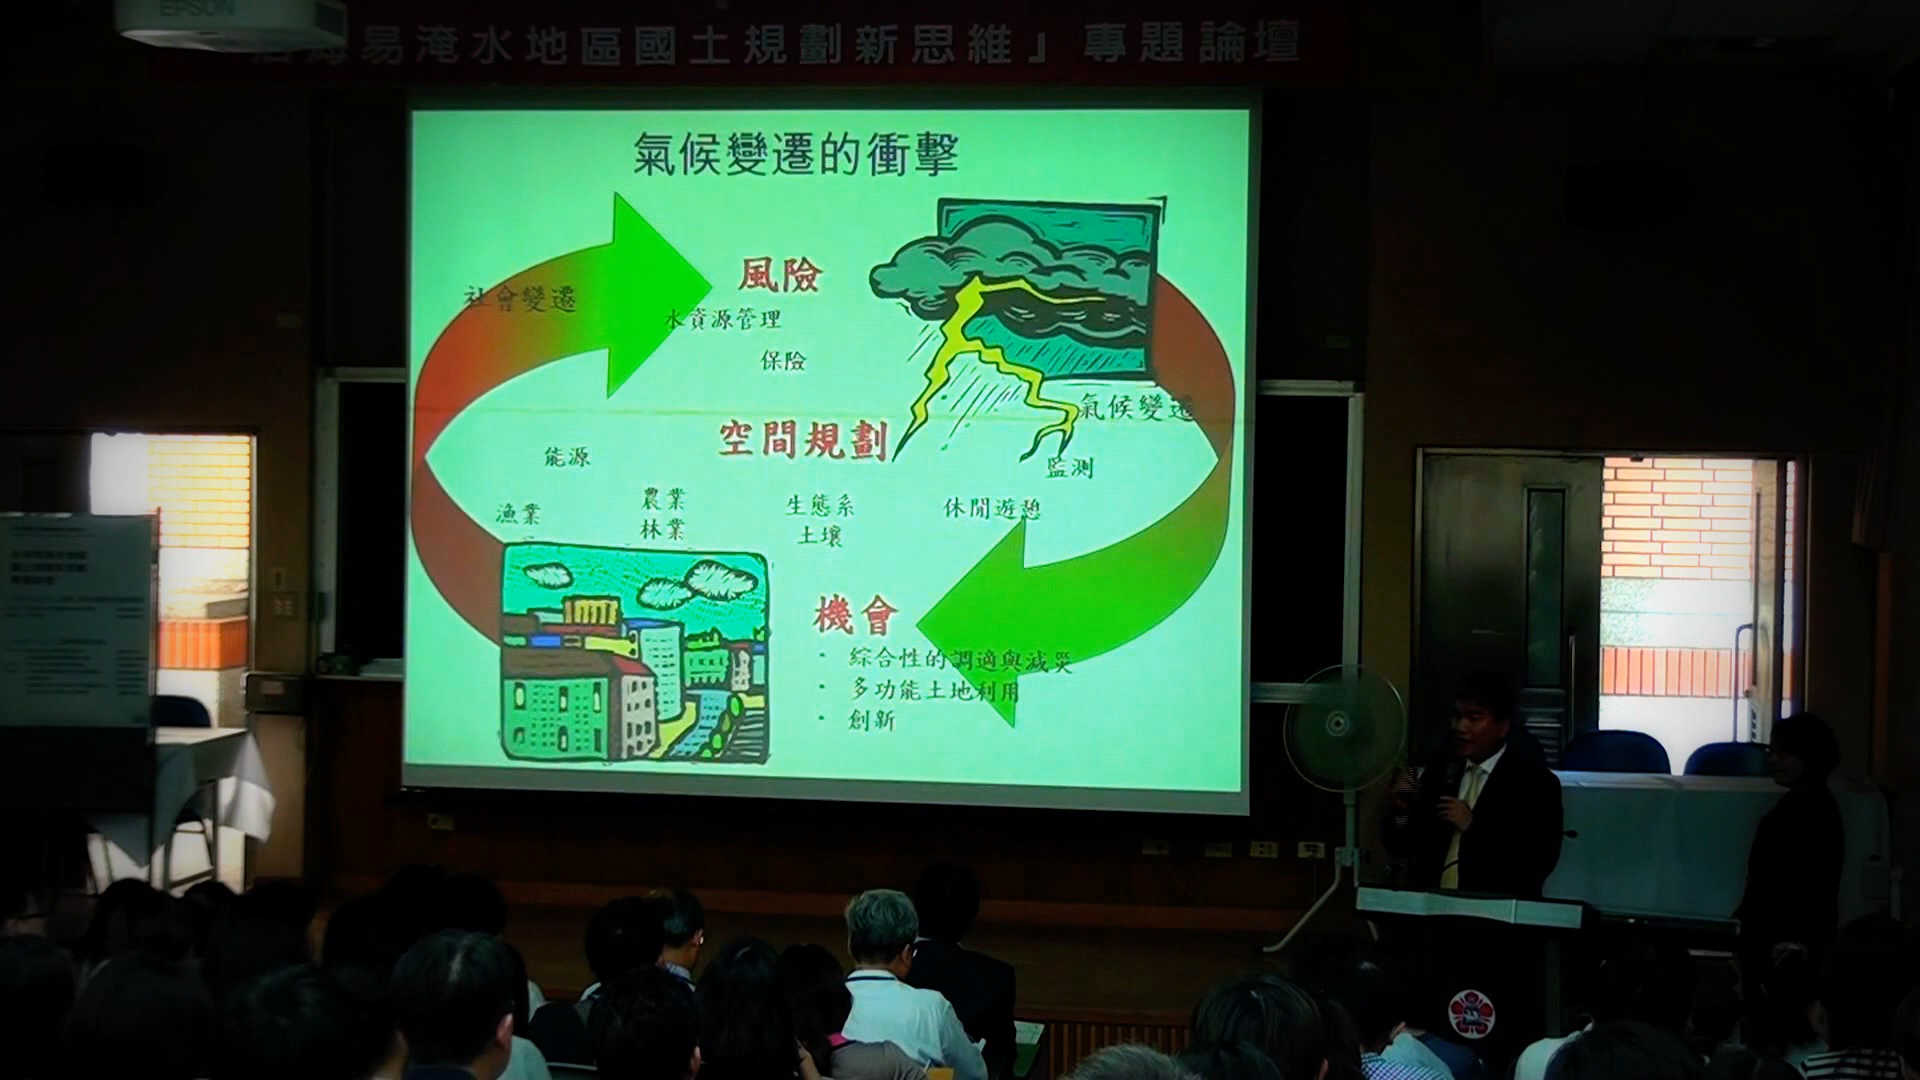 EPSON
易淹水地區國土規劃新思維」專題論壇
氣候變遷的衝擊
風險
社會變遷
水資源管理
保險
氣候變遷
空間規劃
能源
監測
漁業
農業
林業
生態系
土壤
休閒遊憩
機會
· 綜合性的調適與減災
· 多功能土地利用
· 創新